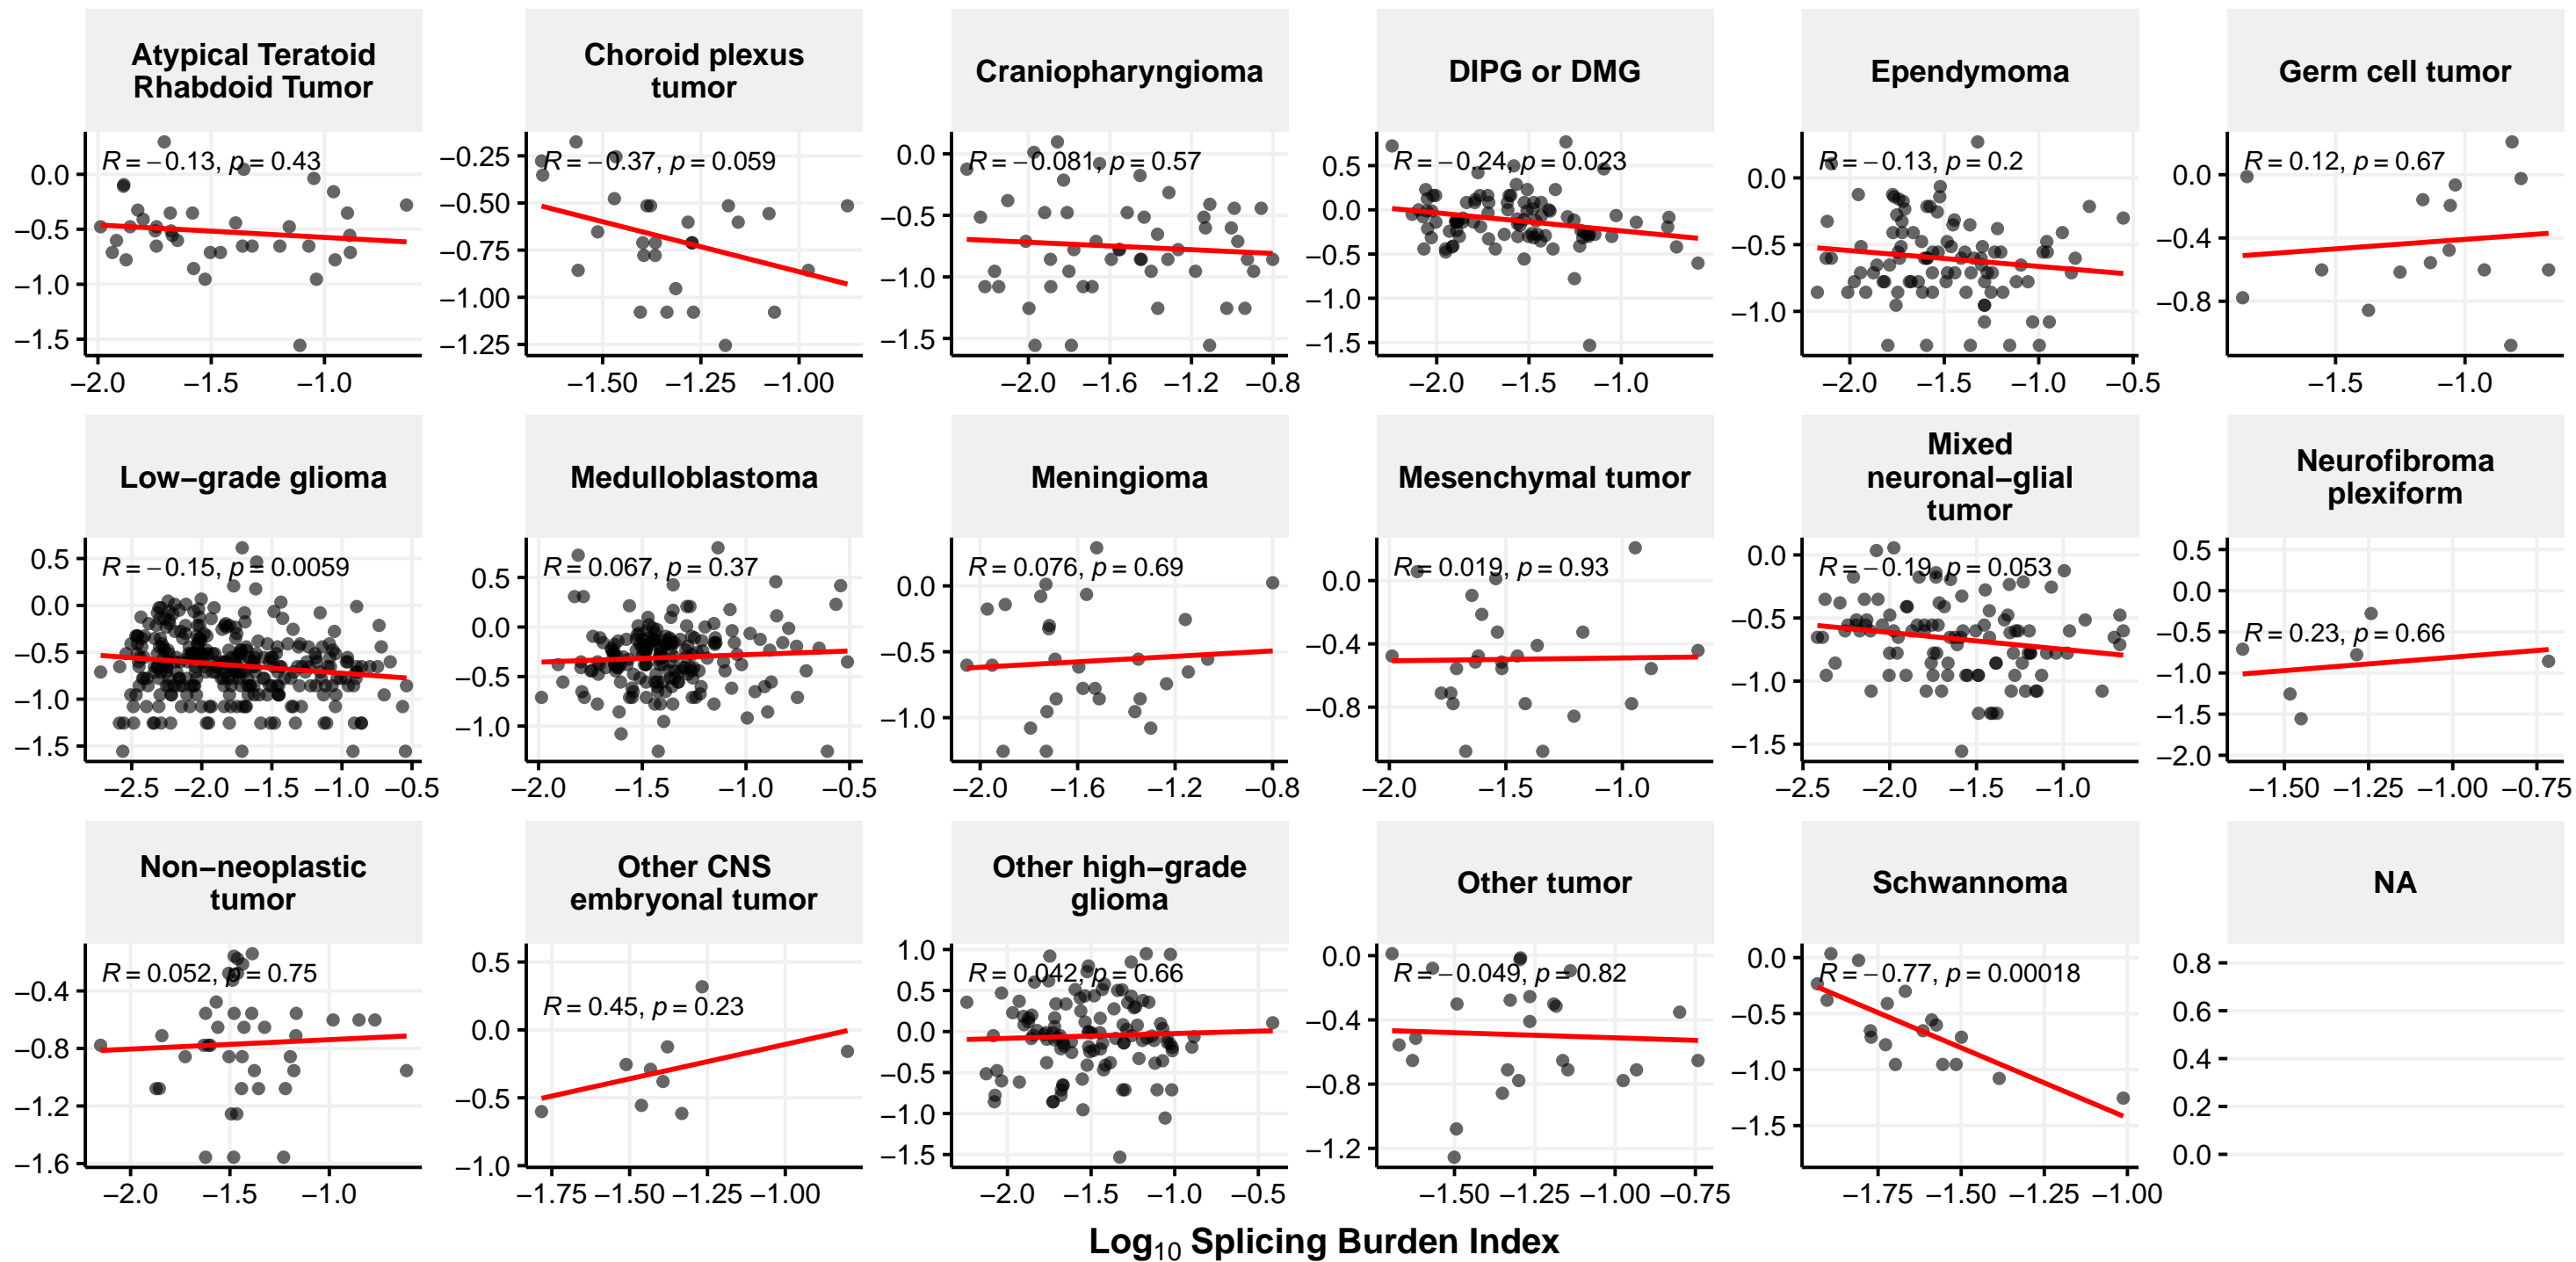 Atypical Teratoid
Rhabdoid Tumor
R = −0.13, p = 0.43
0.0
−0.5
−1.0
−1.5
−2.0 −1.5 −1.0
Choroid plexus
tumor
R = −0.37, p = 0.059
−0.25
−0.50
−0.75
−1.00
−1.25
−1.50 −1.25 −1.00
Craniopharyngioma
R = −0.081, p = 0.57
0.0
−0.5
−1.0
−1.5
−2.0 −1.6 −1.2 −0.8
DIPG or DMG
R = −0.24, p = 0.023
0.5
0.0
−0.5
−1.0
−1.5
−2.0 −1.5 −1.0
Ependymoma
R = −0.13, p = 0.2
0.0
−0.5
−1.0
−2.0 −1.5 −1.0 −0.5
Germ cell tumor
R = 0.12, p = 0.67
0.0
−0.4
−0.8
−1.5 −1.0
Low−grade glioma
R = −0.15, p = 0.0059
0.5
0.0
−0.5
−1.0
−1.5
−2.5 −2.0 −1.5 −1.0 −0.5
Medulloblastoma
R = 0.067, p = 0.37
0.5
0.0
−0.5
−1.0
−2.0 −1.5 −1.0 −0.5
Meningioma
R = 0.076, p = 0.69
0.0
−0.5
−1.0
−2.0 −1.6 −1.2 −0.8
Mesenchymal tumor
R = 0.019, p = 0.93
0.0
−0.4
−0.8
−2.0 −1.5 −1.0
Mixed
neuronal−glial
tumor
R = −0.19, p = 0.053
0.0
−0.5
−1.0
−1.5
−2.5 −2.0 −1.5 −1.0
Neurofibroma
plexiform
R = 0.23, p = 0.66
0.5
0.0
−0.5
−1.0
−1.5
−2.0
−1.50 −1.25 −1.00 −0.75
Non−neoplastic
tumor
R = 0.052, p = 0.75
−0.4
−0.8
−1.2
−1.6
−2.0 −1.5 −1.0
Other CNS
embryonal tumor
R = 0.45, p = 0.23
0.5
0.0
−0.5
−1.0
−1.75 −1.50 −1.25 −1.00
Other high−grade
glioma
R = 0.042, p = 0.66
1.0
0.5
0.0
−0.5
−1.0
−1.5
−2.0 −1.5 −1.0 −0.5
Other tumor
R = −0.049, p = 0.82
0.0
−0.4
−0.8
−1.2
−1.50 −1.25 −1.00 −0.75
Schwannoma
R = −0.77, p = 0.00018
0.0
−0.5
−1.0
−1.5
−1.75 −1.50 −1.25 −1.00
NA
0.8
0.6
0.4
0.2
0.0
Log10 Splicing Burden Index